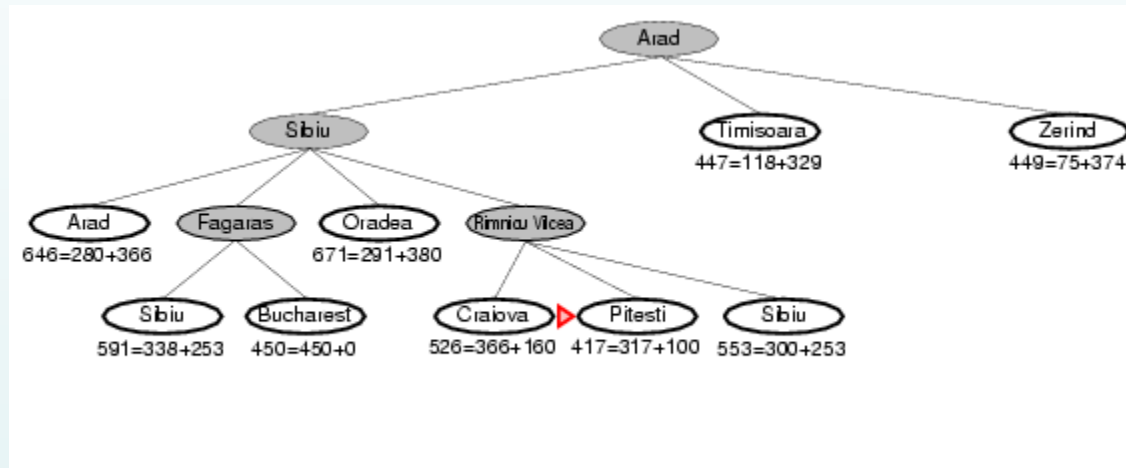 Arad
Sibiu
Timisoara
Zerind
447=118+329
449=75+374
Arad
Fagaras
Oradea
Rimnicu Vilcea
646=280+366
671=291+380
Sibiu
Bucharest
Craiova
Pitesti
Sibiu
591=338+253
450=450+0
526=366+160
417=317+100
553=300+253